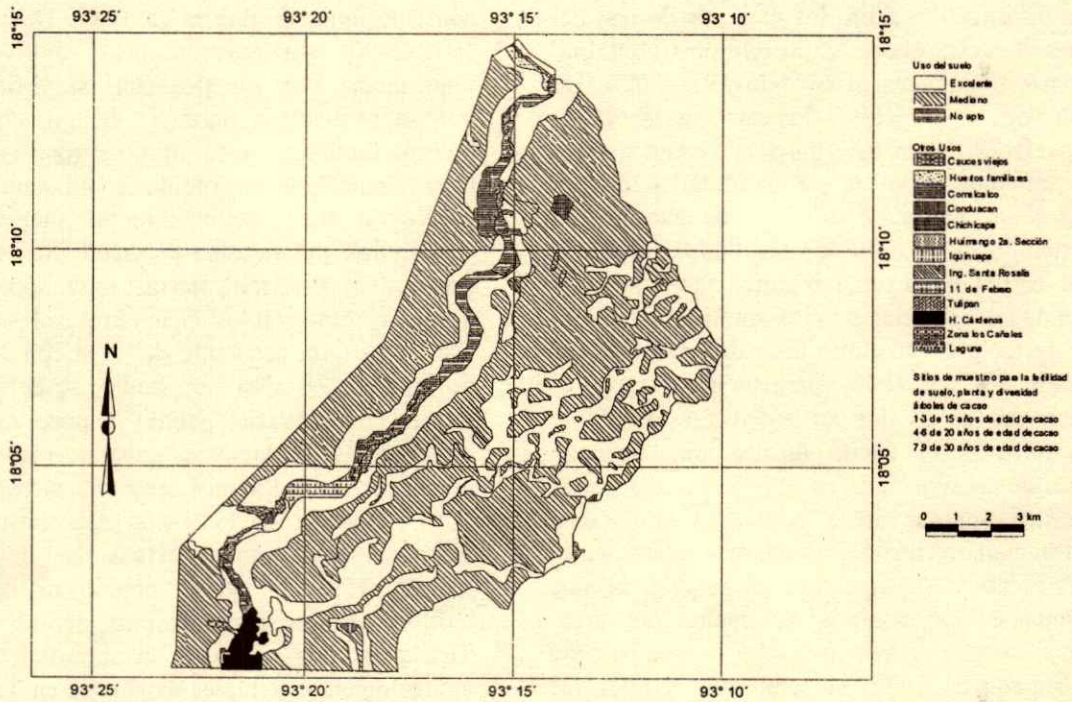 93°25' 93°20' 93°15' 93°10'
18°15' 18°15'
18°10' 18°10'
18°05' 18°05'
N
93°25' 93°20' 93°15' 93°10'
Uso del suelo
Excelente
Mediano
No apto
Otros Usos
Cauces viejos
Huertos familiares
Comalcalco
Conduacan
Chichicapa
Huimango 2a. Sección
Iquinuapa
Ing. Santa Rosalia
11 de Febrero
Tulipan
H. Cárdenas
Zona los Cañales
Laguna
Sitios de muestreo para la fertilidad
de suelo, planta y diversidad
árboles de cacao
1-3 de 15 años de edad de cacao
4-6 de 20 años de edad de cacao
7-9 de 30 años de edad de cacao
0 1 2 3 km